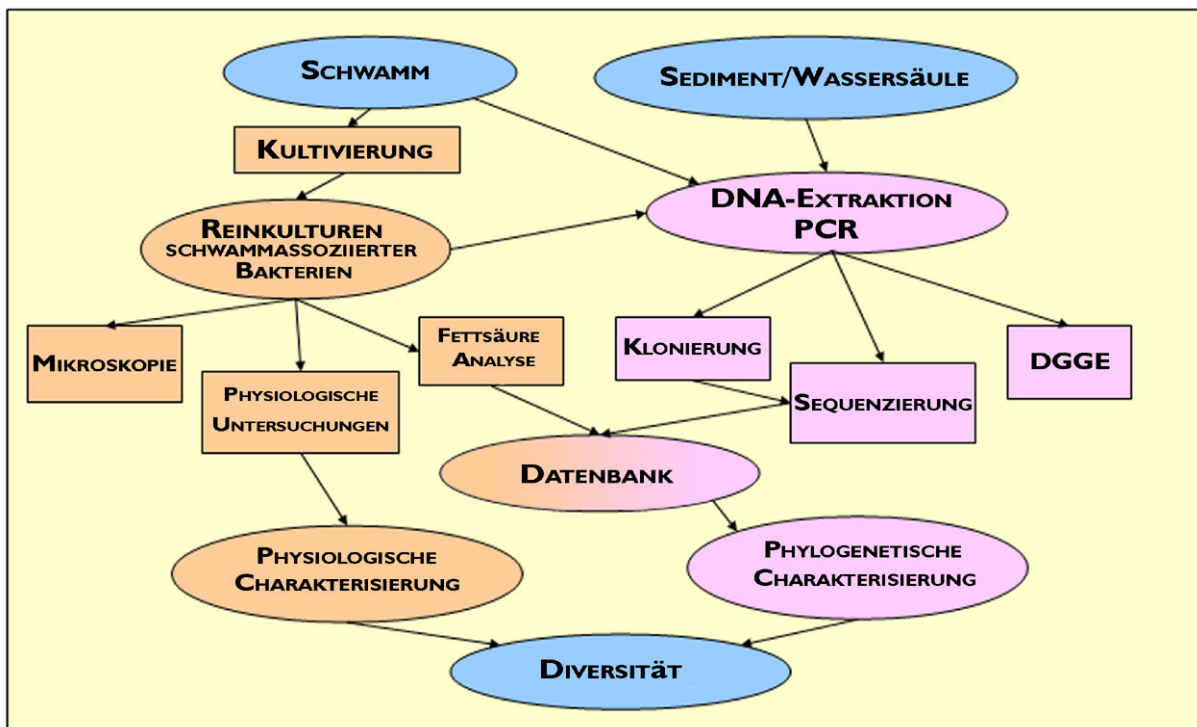 Schwamm
Sediment/Wassersäule
Kultivierung
DNA-Extraktion
PCR
Reinkulturen
schwammassoziierter
Bakterien
Mikroskopie
Physiologische
Untersuchungen
Fettsäure
Analyse
Klonierung
Sequenzierung
DGGE
Datenbank
Physiologische
Charakterisierung
Phylogenetische
Charakterisierung
Diversität